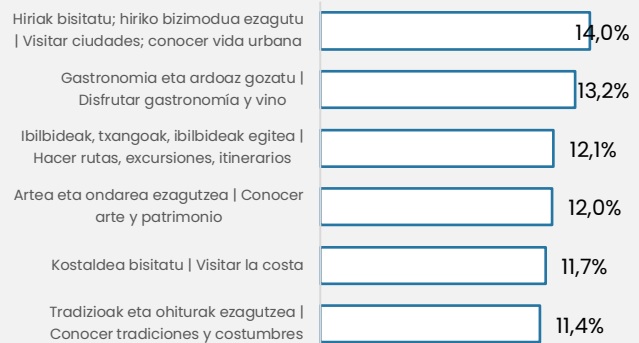 Hiriak bisitatu; hiriko bizimodua ezagutu
| Visitar ciudades; conocer vida urbana
14,0%
Gastronomia eta ardoaz gozatu |
Disfrutar gastronomía y vino
13,2%
Ibilbideak, txangoak, ibilbideak egitea |
Hacer rutas, excursiones, itinerarios
12,1%
Artea eta ondarea ezagutzea | Conocer
arte y patrimonio
12,0%
Kostaldea bisitatu | Visitar la costa
11,7%
Tradizioak eta ohiturak ezagutzea |
Conocer tradiciones y costumbres
11,4%